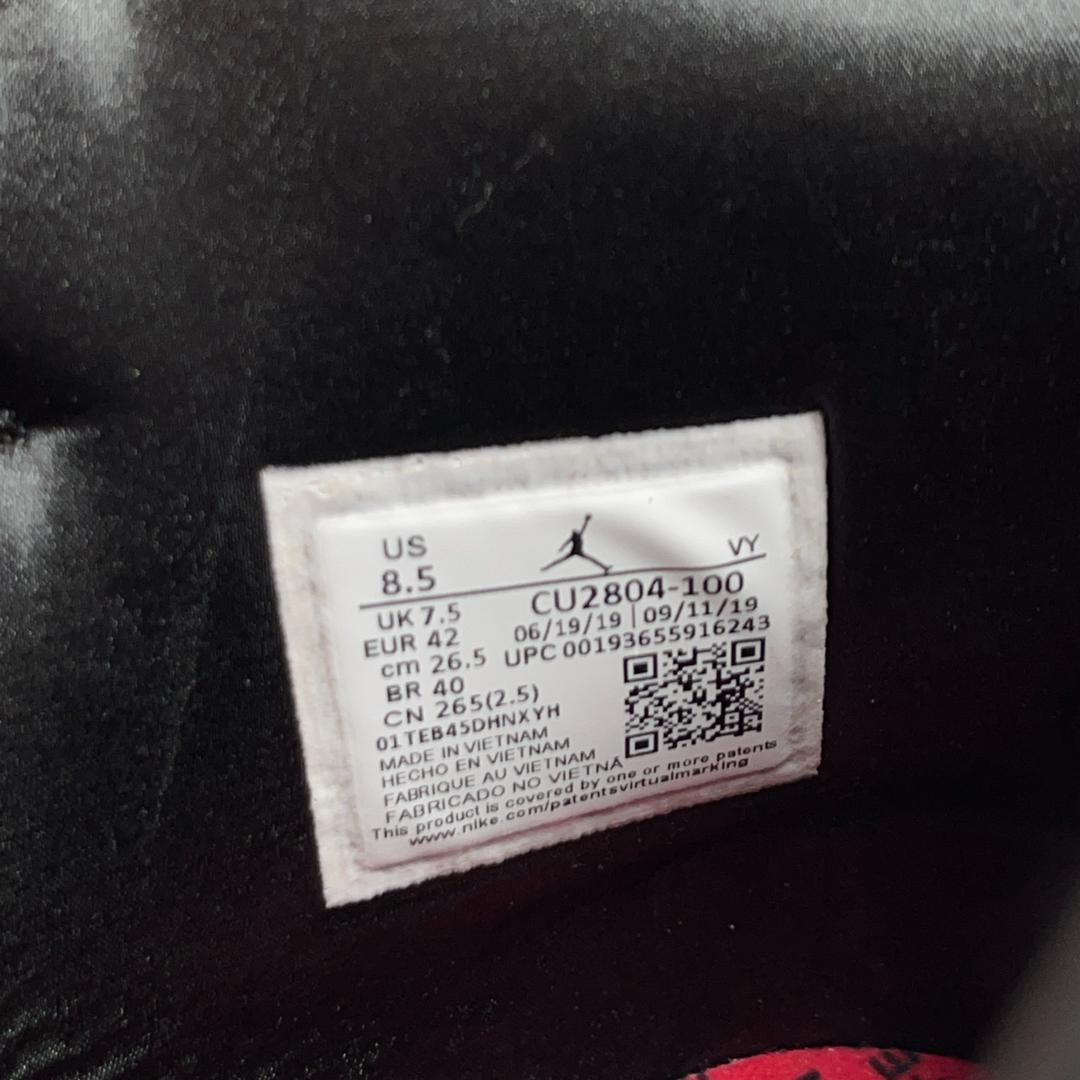 US
8.5
VY
CU2804-100
UK 7.5
06/19/19 | 09/11/19
EUR 42
UPC 00193655916243
cm 26.5
BR 40
CN 265(2.5)
01TEB45DHNXYH
MADE IN VIETNAM
HECHO EN VIETNAM
FABRIQUE AU VIETNAM
FABRICADO NO VIETNÃ
This product is covered by one or more patents
www.nike.com/patentsvirtualmarking